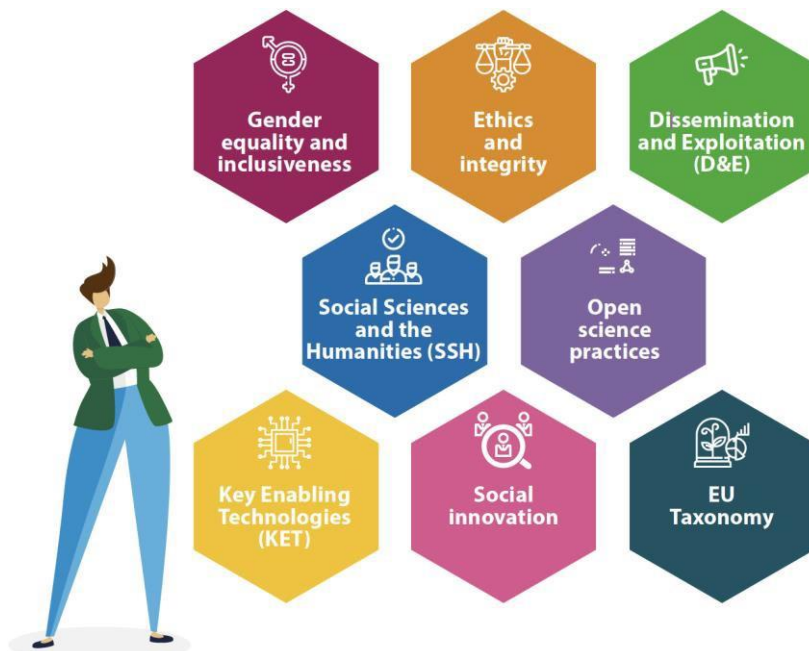 Gender
equality and
inclusiveness
Ethics
and
integrity
Dissemination
and Exploitation
(D&E)
Social Sciences
and the
Humanities (SSH)
Open
science
practices
Key Enabling
Technologies
(KET)
Social
innovation
EU
Taxonomy